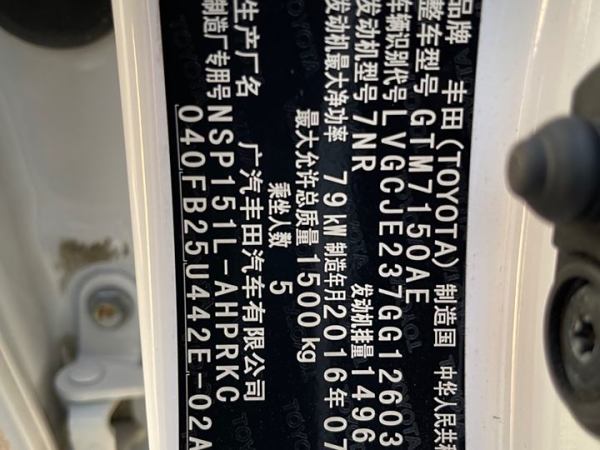 品牌 丰田(TOYOTA) 制造国 中华人民共和
整车型号 GTM7150AE
车辆识别代号 LVGCJE237GG12603
发动机型号 7NR 发动机排量 1496
发动机最大净功率 79kW 制造年月 2016年07
最大允许总质量 1500kg
乘坐人数 5
生产厂名 广汽丰田汽车有限公司
制造厂专用号 NSP151L-AHPRKC
040FB25U442E-02A